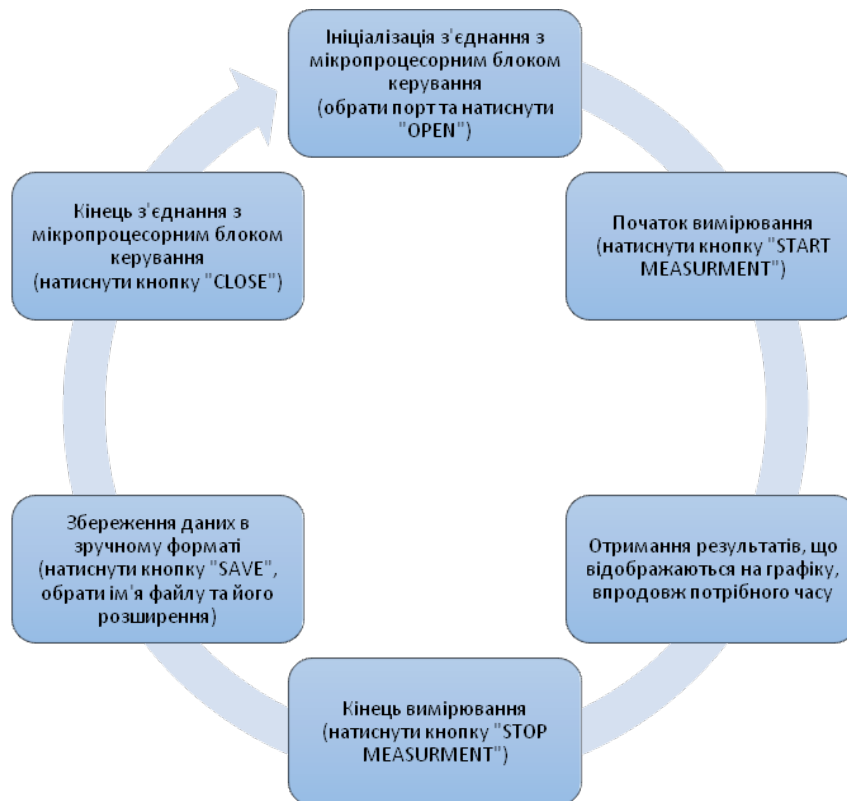 Ініціалізація з'єднання з
мікропроцесорним блоком
керування
(обрати порт та натиснути
"OPEN")
Початок вимірювання
(натиснути кнопку "START
MEASURMENT")
Отримання результатів, що
відображаються на графіку,
впродовж потрібного часу
Кінець вимірювання
(натиснути кнопку "STOP
MEASURMENT")
Збереження даних в
зручному форматі
(натиснути кнопку "SAVE",
обрати ім'я файлу та його
розширення)
Кінець з'єднання з
мікропроцесорним блоком
керування
(натиснути кнопку "CLOSE")